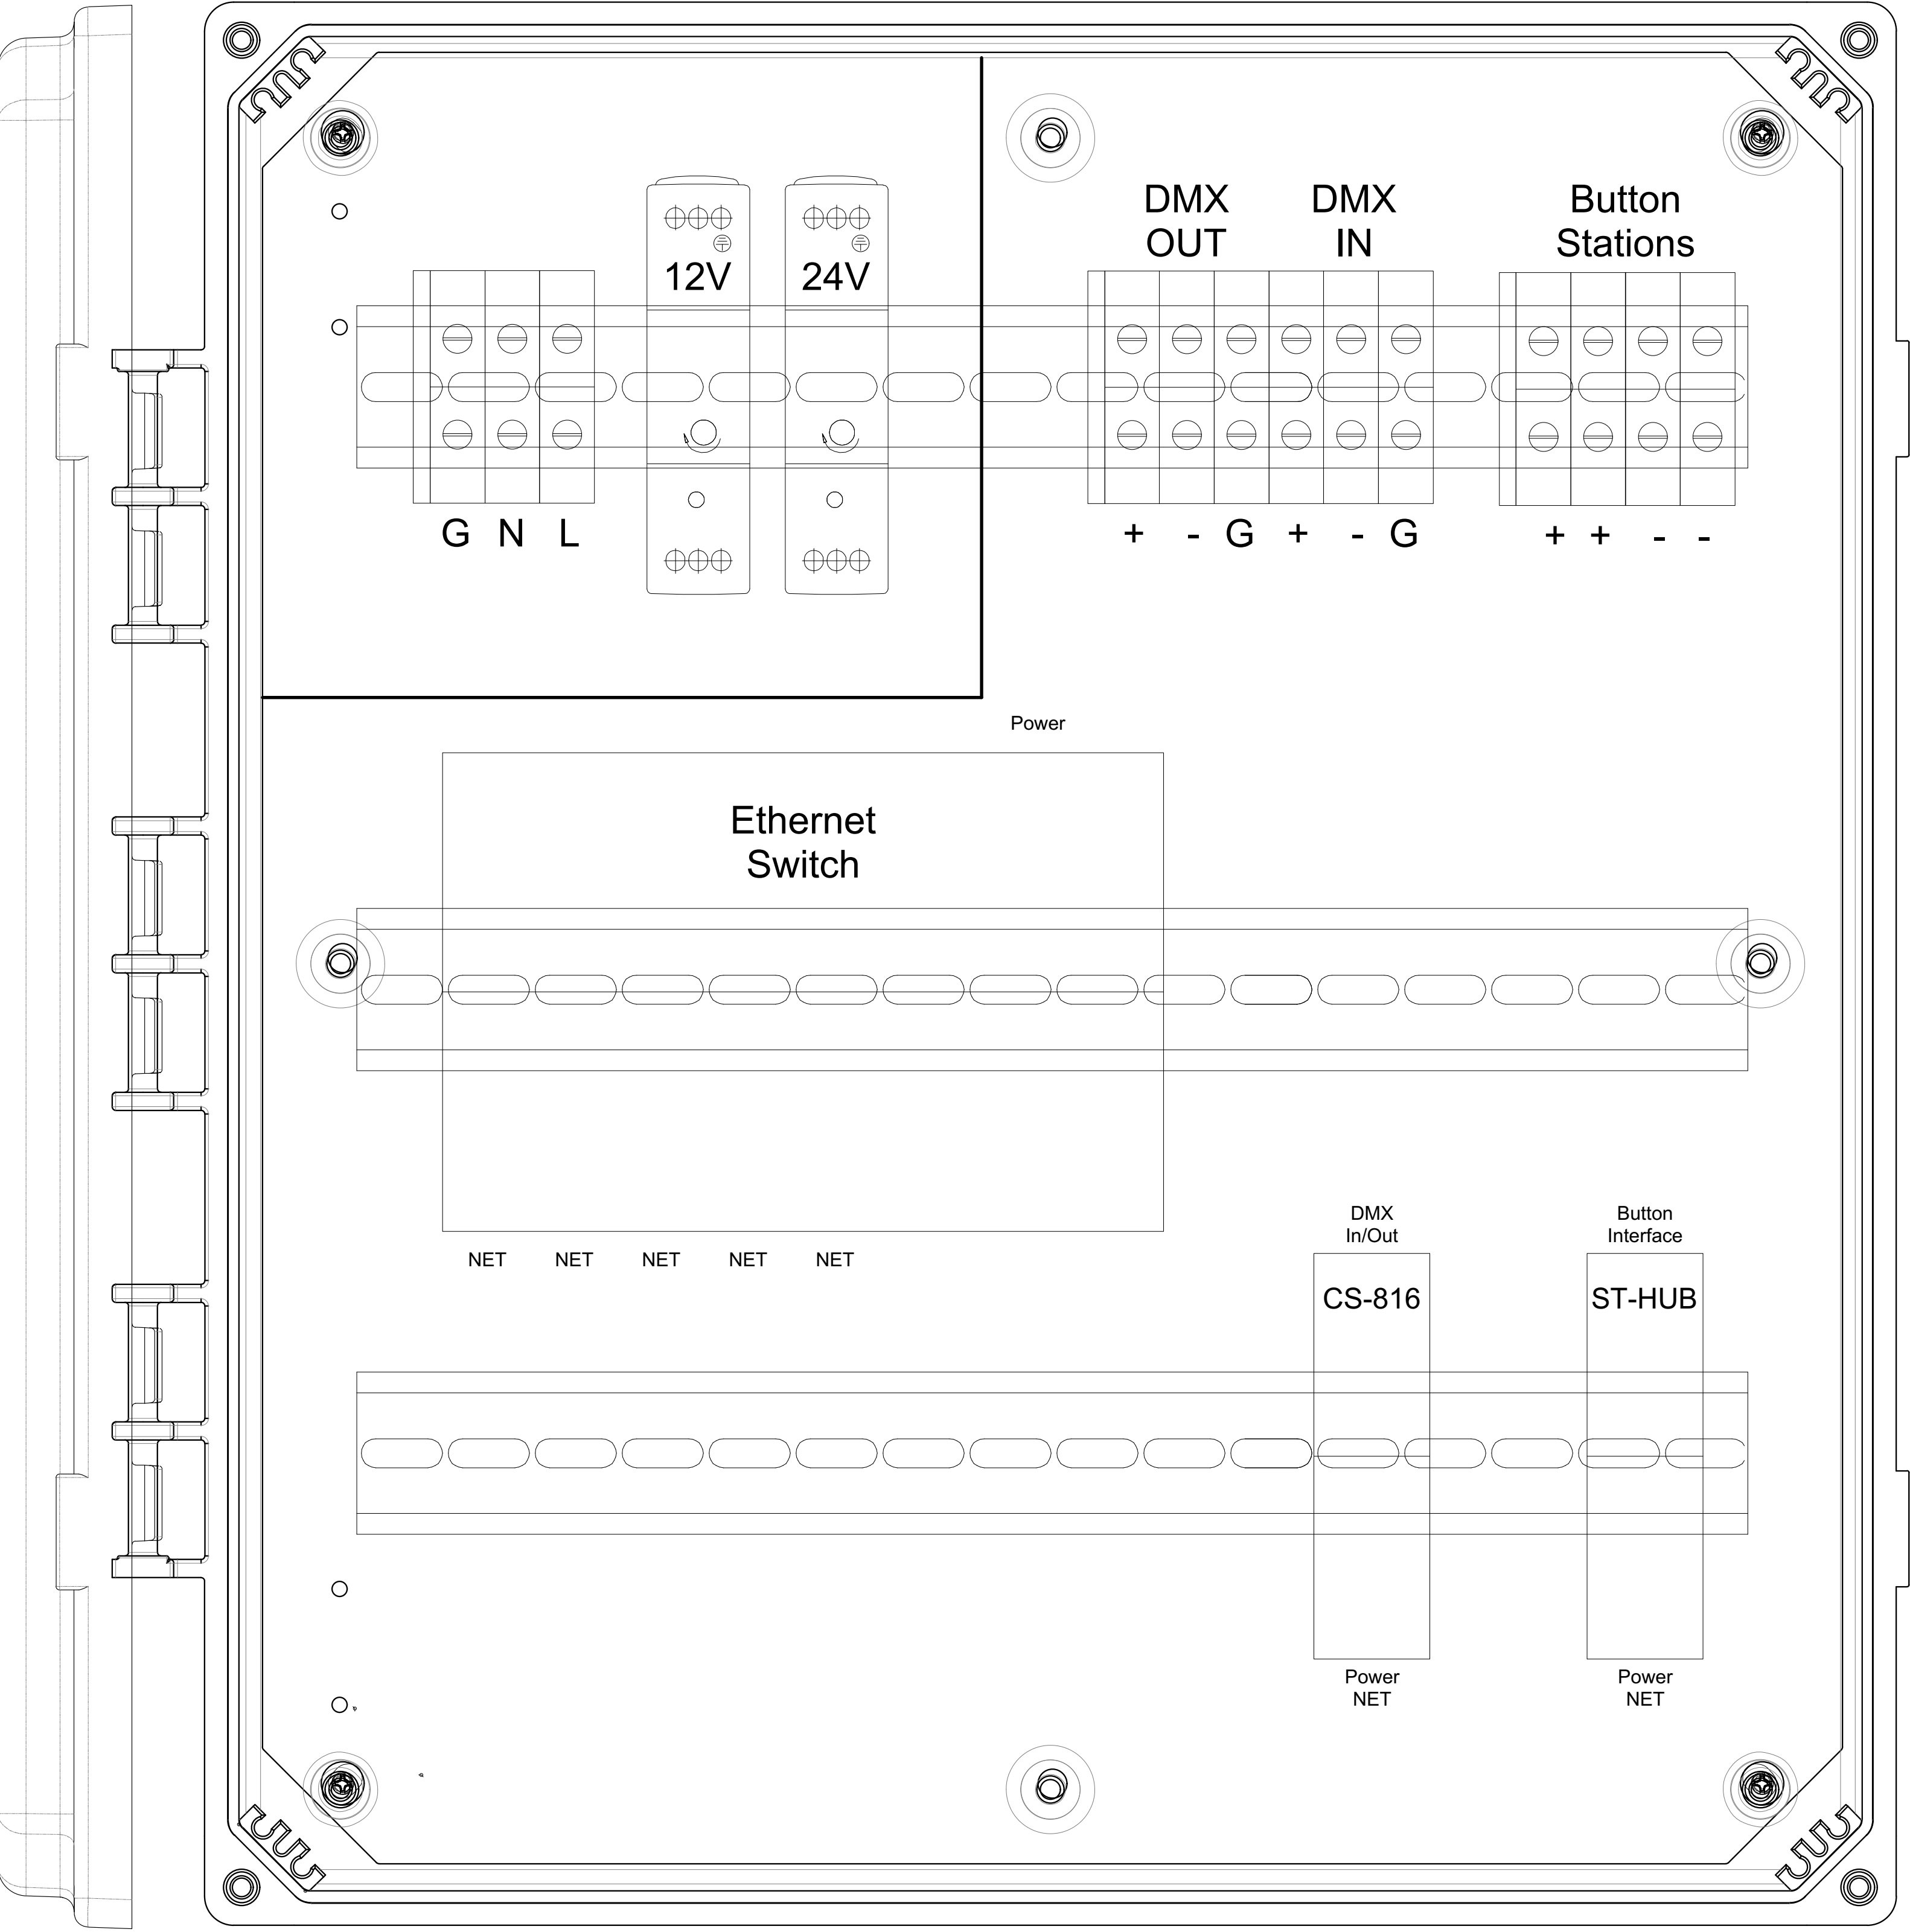 DMX
OUT
DMX
IN
Button
Stations
12V
24V
G N L
+ - G + - G
+ + - -
Power
Ethernet
Switch
NET NET NET NET NET
DMX
In/Out
CS-816
Power
NET
Button
Interface
ST-HUB
Power
NET